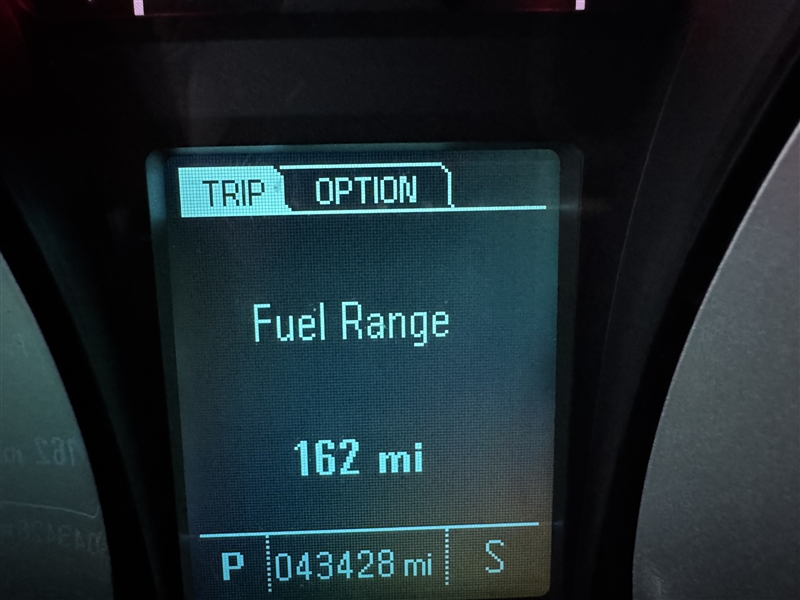 TRIP OPTION
Fuel Range
162 mi
P 043428 mi S